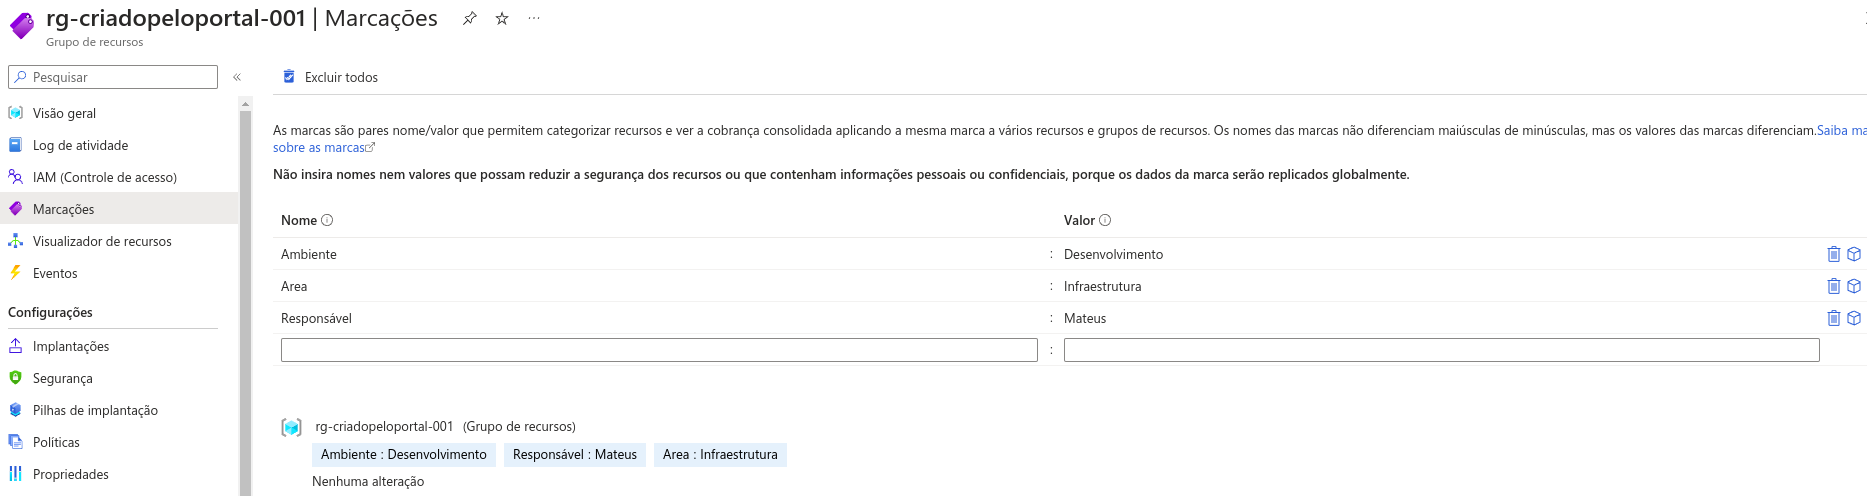 rg-criadopeloportal-001 | Marcações
Grupo de recursos
Pesquisar
Visão geral
Log de atividade
IAM (Controle de acesso)
Marcações
Visualizador de recursos
Eventos
Configurações
Implantações
Segurança
Pilhas de implantação
Políticas
Propriedades
Excluir todos
As marcas são pares nome/valor que permitem categorizar recursos e ver a cobrança consolidada aplicando a mesma marca a vários recursos e grupos de recursos. Os nomes das marcas não diferenciam maiúsculas de minúsculas, mas os valores das marcas diferenciam.Saiba ma
sobre as marcas
Não insira nomes nem valores que possam reduzir a segurança dos recursos ou que contenham informações pessoais ou confidenciais, porque os dados da marca serão replicados globalmente.
Nome Valor
Ambiente : Desenvolvimento
Area : Infraestrutura
Responsável : Mateus
:
rg-criadopeloportal-001 (Grupo de recursos)
Ambiente : Desenvolvimento Responsável : Mateus Area : Infraestrutura
Nenhuma alteração